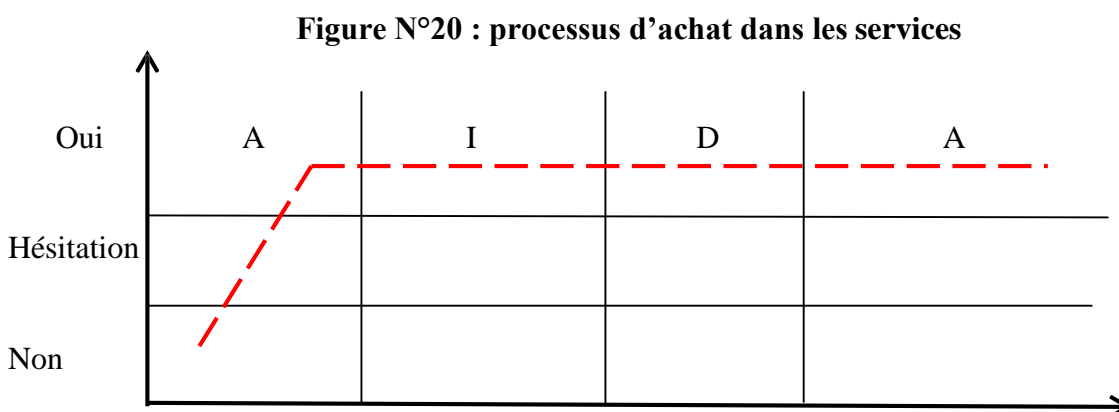 Figure N°20 : processus d’achat dans les services
Oui A I D A
Hésitation
Non